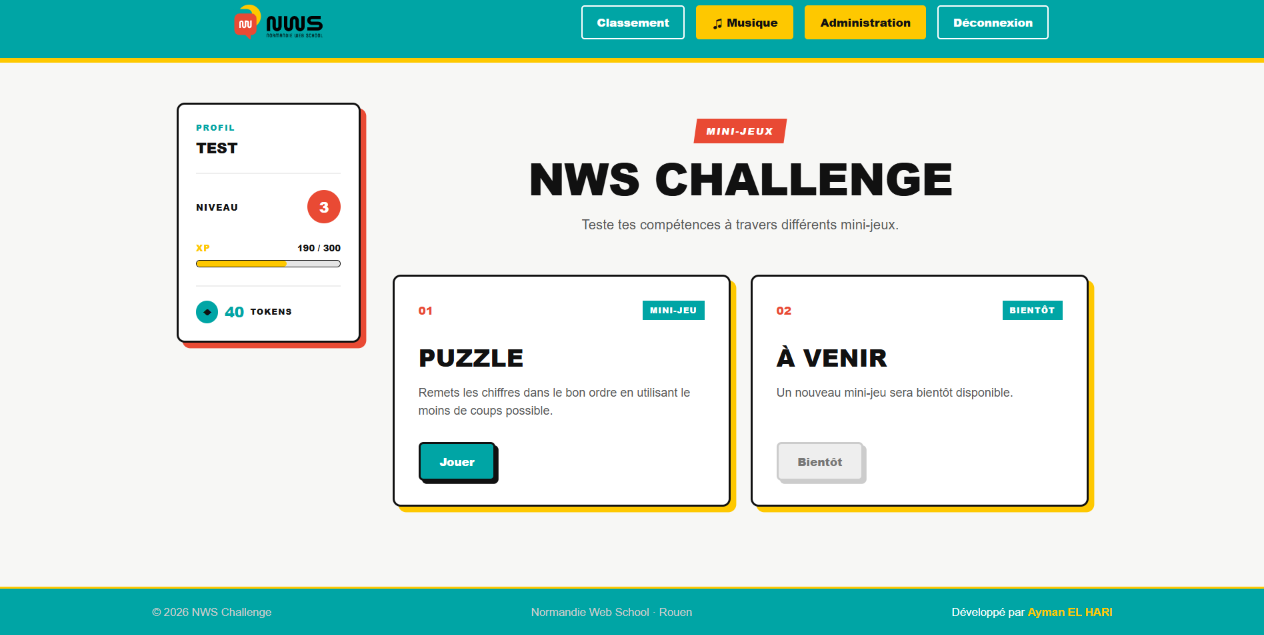 NWS
NORMANDIE WEB SCHOOL
Classement
♫ Musique
Administration
Déconnexion
PROFIL
TEST
NIVEAU
3
XP
190 / 300
40 TOKENS
MINI-JEUX
NWS CHALLENGE
Teste tes compétences à travers différents mini-jeux.
01
MINI-JEU
PUZZLE
Remets les chiffres dans le bon ordre en utilisant le
moins de coups possible.
Jouer
02
BIENTÔT
À VENIR
Un nouveau mini-jeu sera bientôt disponible.
Bientôt
© 2026 NWS Challenge
Normandie Web School · Rouen
Développé par Ayman EL HARI